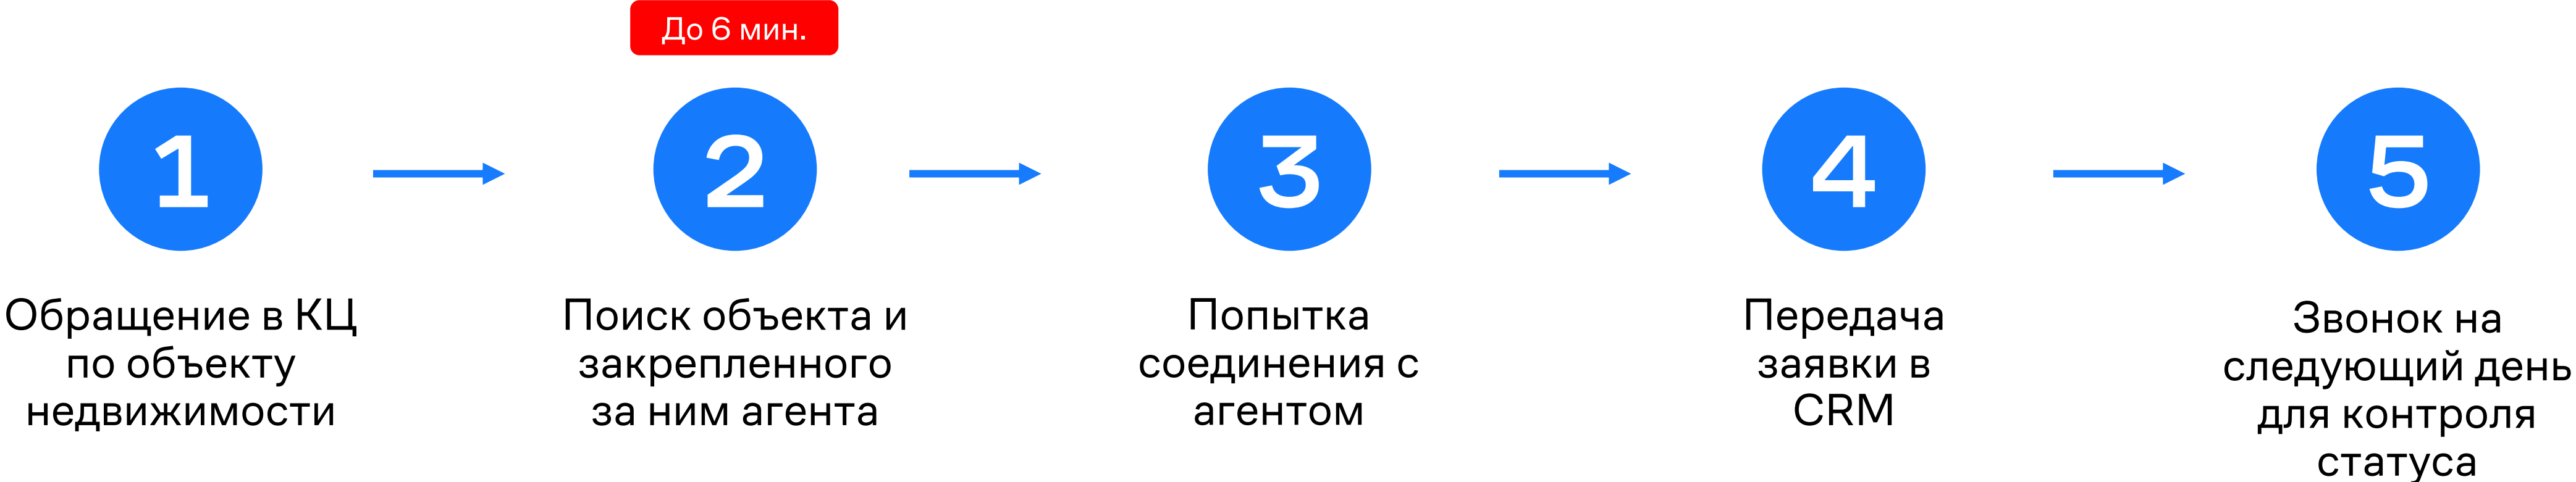 До 6 мин.
1
2
3
4
5
Обращение в КЦ
по объекту
недвижимости
Поиск объекта и
закрепленного
за ним агента
Попытка
соединения с
агентом
Передача
заявки в
CRM
Звонок на
следующий день
для контроля
статуса